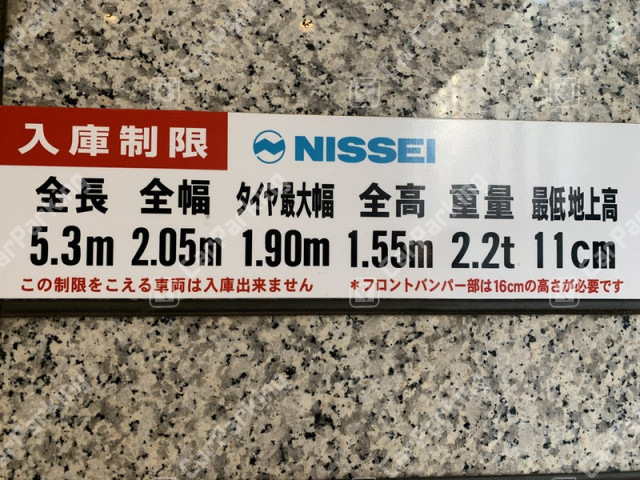 入庫制限 NISSEI
全長 全幅 タイヤ最大幅 全高 重量 最低地上高
5.3m 2.05m 1.90m 1.55m 2.2t 11cm
この制限をこえる車両は入庫出来ません *フロントバンパー部は16cmの高さが必要です
CarParking